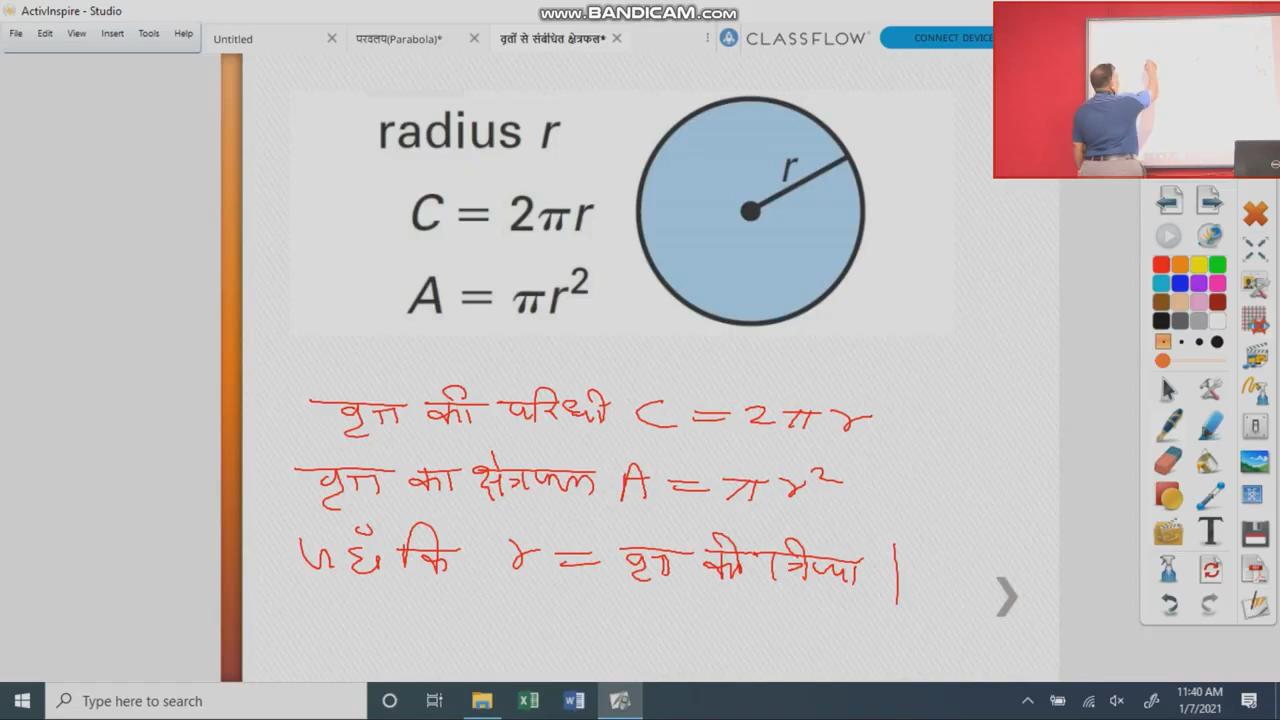 ActivInspire - Studio
www.BANDICAM.com
File Edit View Insert Tools Help
Untitled
परवलय(Parabola)*
वृतों से संबंधित क्षेत्रफल*
CLASSFLOW
CONNECT DEVICE
radius r
C = 2πr
A = πr²
r
वृत्त की परिधी C = 2πr
वृत्त का क्षेत्रफल A = πr²
जहाँ कि r = वृत्त की त्रिज्या |
Type here to search
11:40 AM
1/7/2021